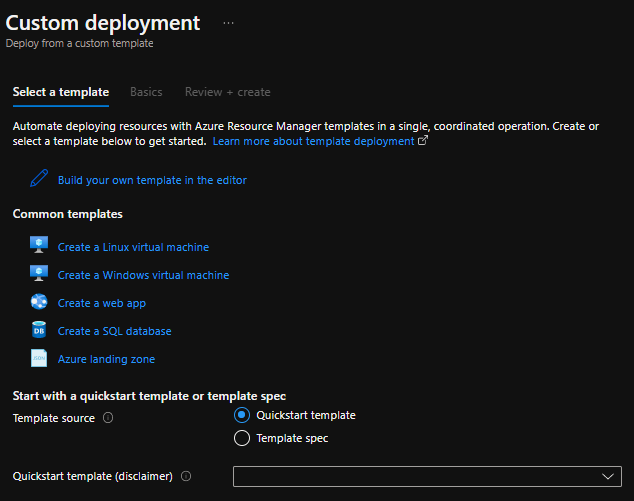 Custom deployment ...
Deploy from a custom template
Select a template Basics Review + create
Automate deploying resources with Azure Resource Manager templates in a single, coordinated operation. Create or
select a template below to get started. Learn more about template deployment
Build your own template in the editor
Common templates
Create a Linux virtual machine
Create a Windows virtual machine
Create a web app
DB Create a SQL database
JSON Azure landing zone
Start with a quickstart template or template spec
Template source Quickstart template
Template spec
Quickstart template (disclaimer)